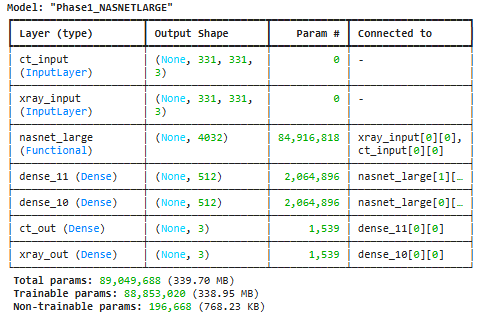 Model: "Phase1_NASNETLARGE"
Layer (type) Output Shape Param # Connected to
ct_input (None, 331, 331, 0 -
(InputLayer) 3)
xray_input (None, 331, 331, 0 -
(InputLayer) 3)
nasnet_large (None, 4032) 84,916,818 xray_input[0][0],
(Functional) ct_input[0][0]
dense_11 (Dense) (None, 512) 2,064,896 nasnet_large[1][…
dense_10 (Dense) (None, 512) 2,064,896 nasnet_large[0][…
ct_out (Dense) (None, 3) 1,539 dense_11[0][0]
xray_out (Dense) (None, 3) 1,539 dense_10[0][0]
Total params: 89,049,688 (339.70 MB)
Trainable params: 88,853,020 (338.95 MB)
Non-trainable params: 196,668 (768.23 KB)